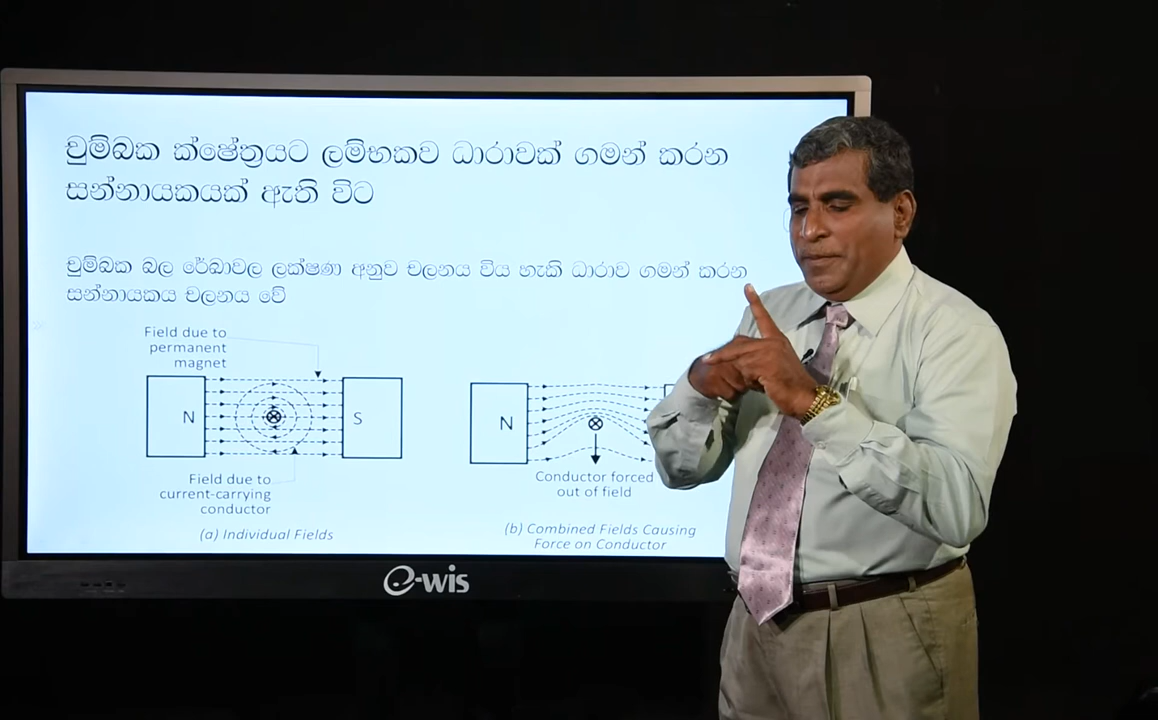 චුම්බක ක්ෂේත්‍රයට ලම්භකව ධාරාවක් ගමන් කරන
සන්නායකයක් ඇති විට
චුම්බක බල රේඛාවල ලක්ෂණ අනුව චලනය විය හැකි ධාරාව ගමන් කරන
සන්නායකය චලනය වේ
Field due to
permanent
magnet
N
S
Field due to
current-carrying
conductor
(a) Individual Fields
N
Conductor forced
out of field
(b) Combined Fields Causing
Force on Conductor
e-wis